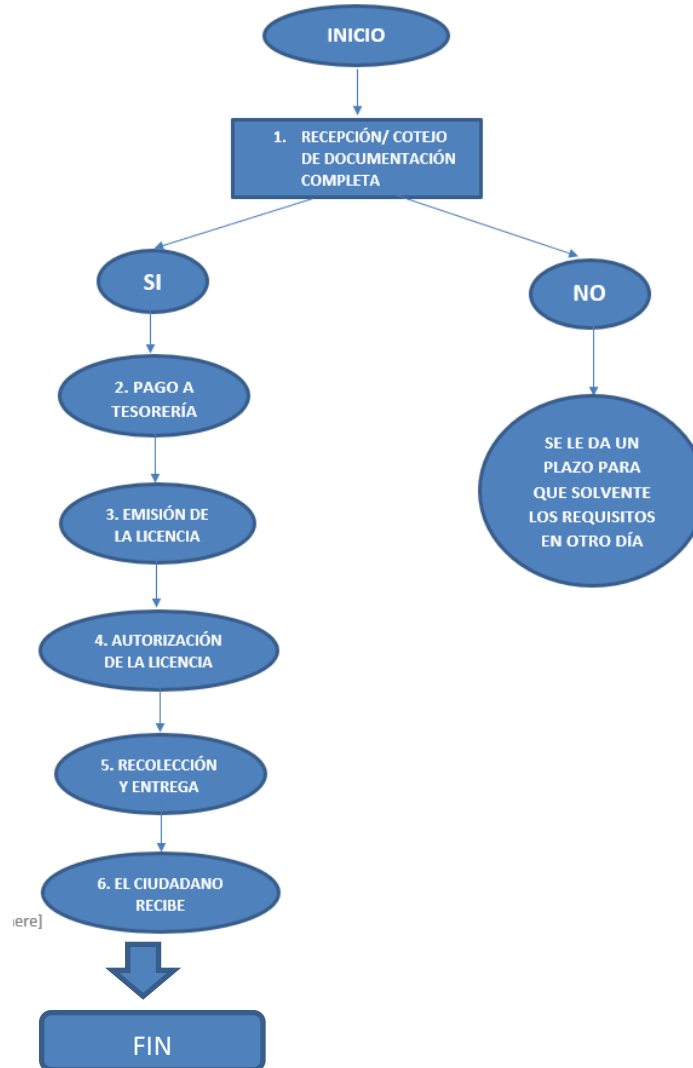 INICIO
1. RECEPCIÓN/ COTEJO
DE DOCUMENTACIÓN
COMPLETA
SI
NO
2. PAGO A
TESORERÍA
SE LE DA UN
PLAZO PARA
QUE SOLVENTE
LOS REQUISITOS
EN OTRO DÍA
3. EMISIÓN DE
LA LICENCIA
4. AUTORIZACIÓN
DE LA LICENCIA
5. RECOLECCIÓN
Y ENTREGA
6. EL CIUDADANO
RECIBE
FIN